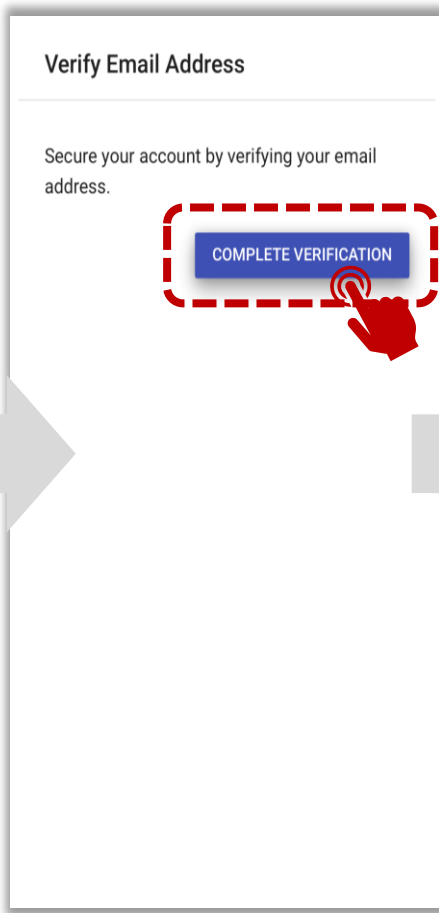 Verify Email Address
Secure your account by verifying your email
address.
COMPLETE VERIFICATION